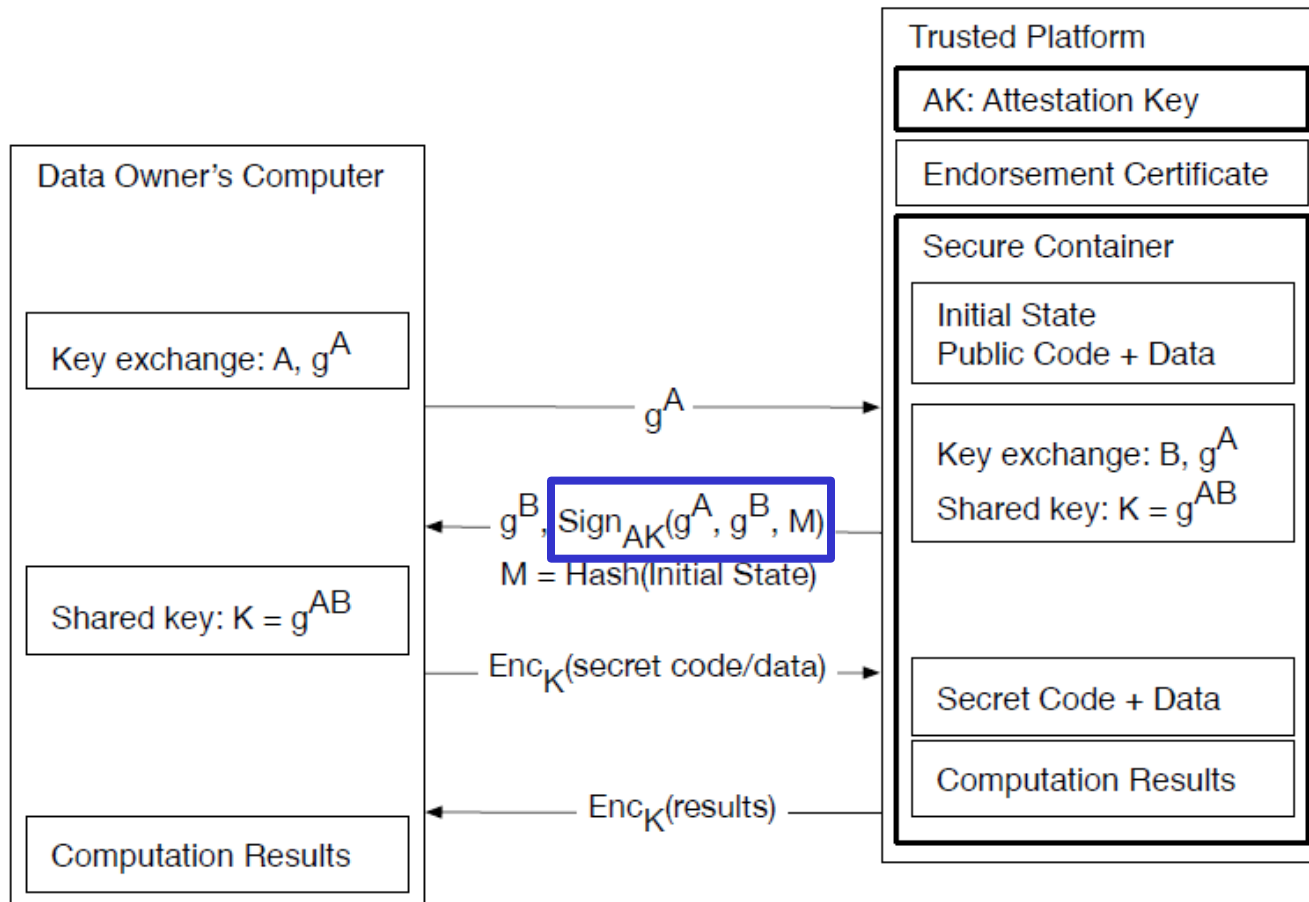 Trusted Platform
AK: Attestation Key
Endorsement Certificate
Data Owner's Computer
Secure Container
Initial State
Public Code + Data
Key exchange: A, g^A
g^A
Key exchange: B, g^A
Shared key: K = g^AB
g^B, Sign_AK(g^A, g^B, M)
M = Hash(Initial State)
Shared key: K = g^AB
Enc_K(secret code/data)
Secret Code + Data
Computation Results
Enc_K(results)
Computation Results